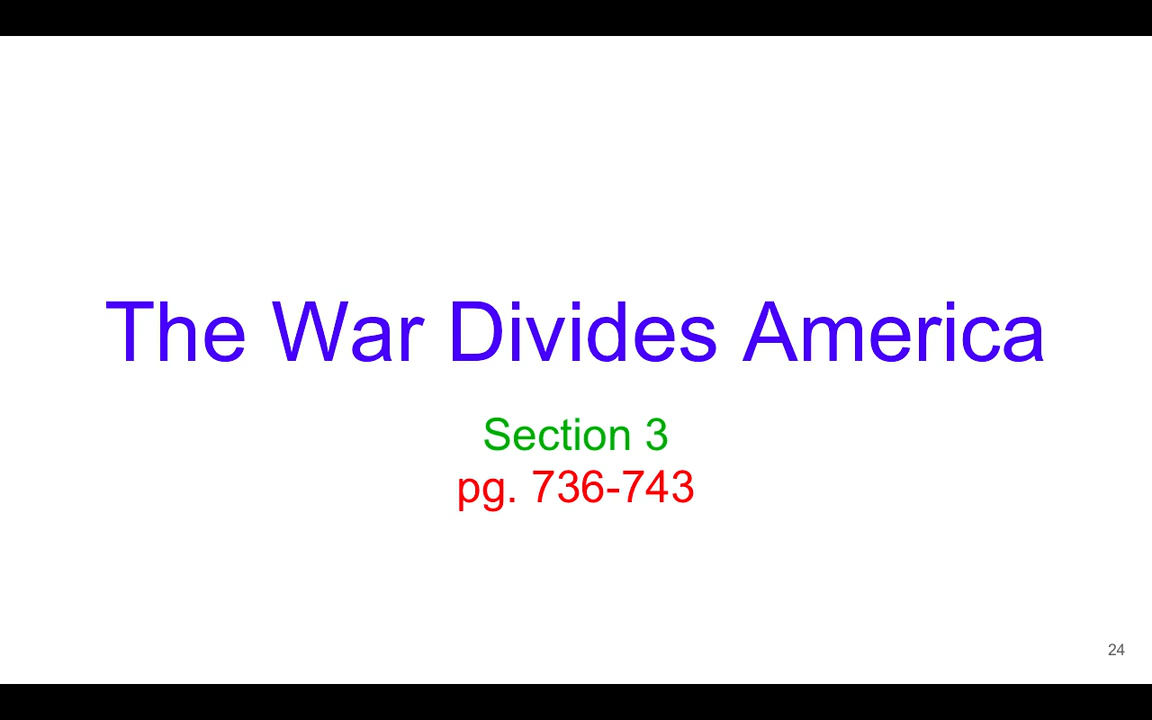 The War Divides America
Section 3
pg. 736-743
24